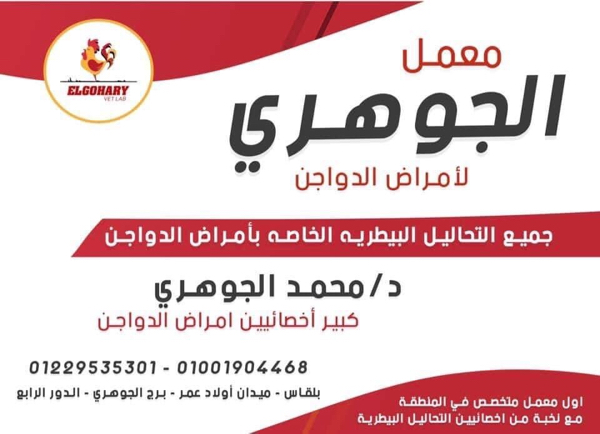 ELGOHARY
VET LAB
معمل
الجوهري
لأمراض الدواجن
جميع التحاليل البيطريه الخاصه بأمراض الدواجن
د/محمد الجوهري
كبير أخصائيين امراض الدواجن
01229535301 - 01001904468
بلقاس - ميدان أولاد عمر - برج الجوهري - الدور الرابع
اول معمل متخصص في المنطقة
مع نخبة من اخصائيين التحاليل البيطرية